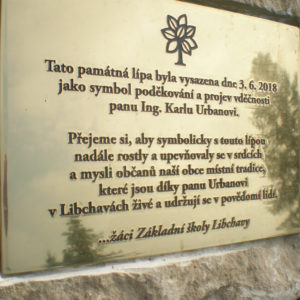 Tato památná lípa byla vysazena dne 3. 6. 2018
jako symbol poděkování a projev vděčnosti
panu Ing. Karlu Urbanovi.
Přejeme si, aby symbolicky s touto lípou
nadále rostly a upevňovaly se v srdcích
a mysli občanů naší obce místní tradice,
které jsou díky panu Urbanovi
v Libchavách živé a udržují se v povědomí lidí.
...žáci Základní školy Libchavy